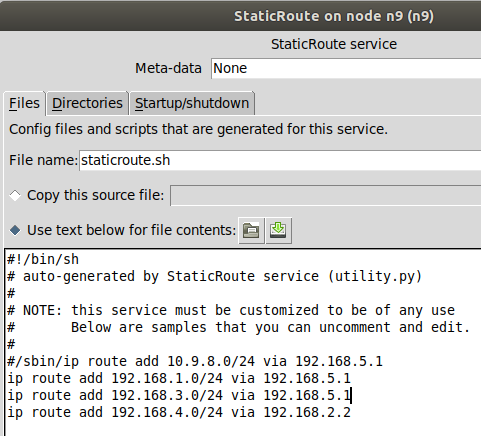 StaticRoute on node n9 (n9)
StaticRoute service
Meta-data None
Files Directories Startup/shutdown
Config files and scripts that are generated for this service.
File name: staticroute.sh
Copy this source file:
Use text below for file contents:
#!/bin/sh
# auto-generated by StaticRoute service (utility.py)
#
# NOTE: this service must be customized to be of any use
#       Below are samples that you can uncomment and edit.
#
#/sbin/ip route add 10.9.8.0/24 via 192.168.5.1
ip route add 192.168.1.0/24 via 192.168.5.1
ip route add 192.168.3.0/24 via 192.168.5.1
ip route add 192.168.4.0/24 via 192.168.2.2